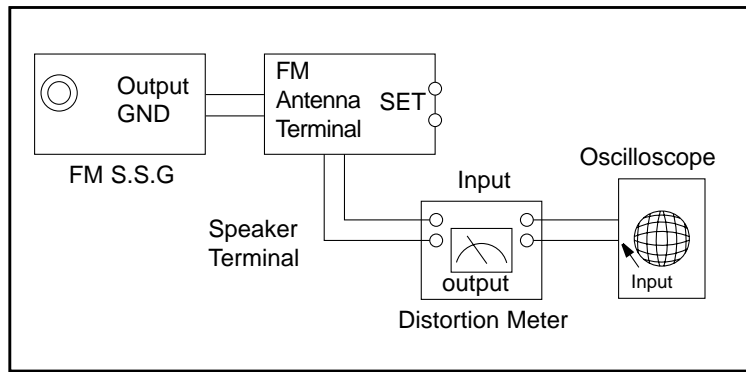 Output
GND
FM S.S.G
FM
Antenna
Terminal
SET
Speaker
Terminal
Input
output
Distortion Meter
Oscilloscope
Input